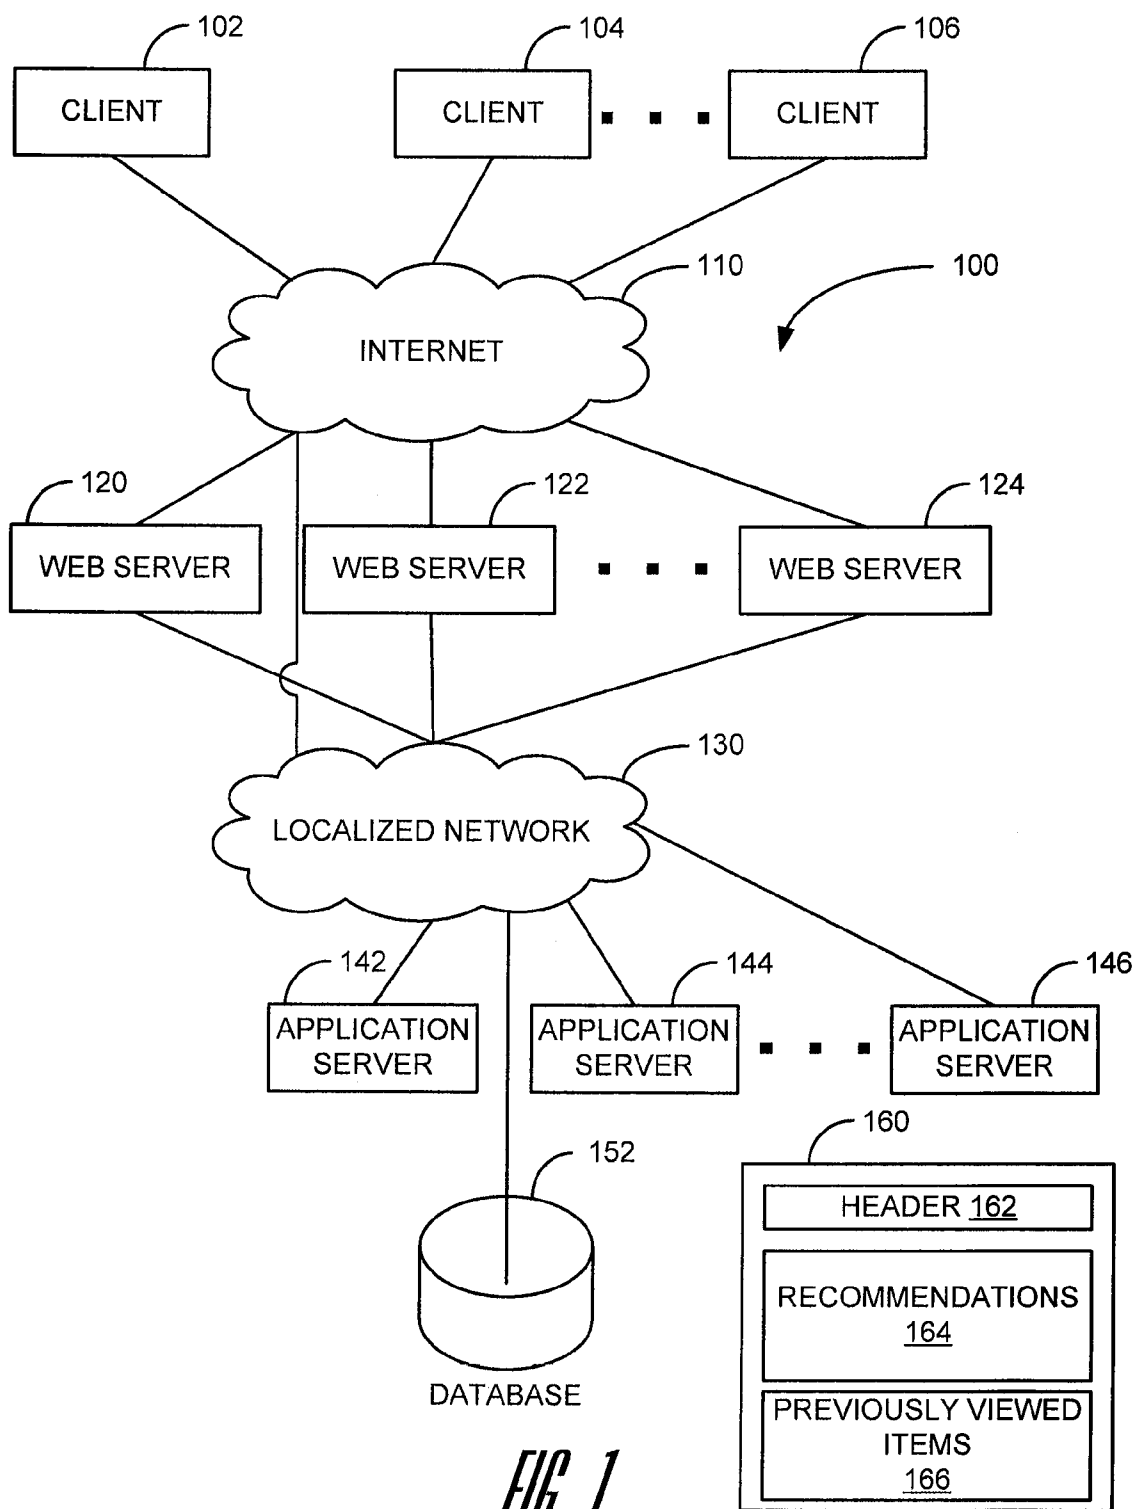 102
104
106
CLIENT
CLIENT
CLIENT
110
100
INTERNET
120
122
124
WEB SERVER
WEB SERVER
WEB SERVER
130
LOCALIZED NETWORK
142
144
146
APPLICATION
SERVER
APPLICATION
SERVER
APPLICATION
SERVER
160
152
HEADER 162
RECOMMENDATIONS
164
DATABASE
PREVIOUSLY VIEWED
ITEMS
166
FIG. 1